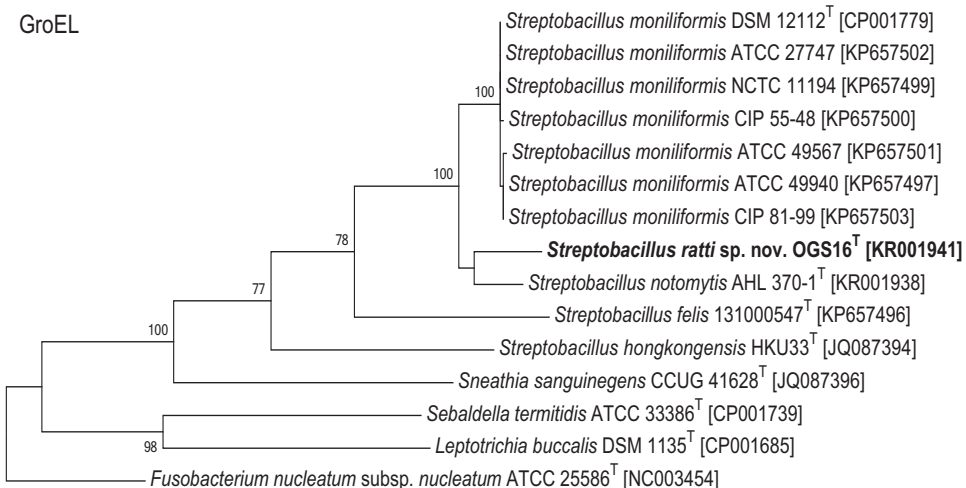 GroEL
Streptobacillus moniliformis DSM 12112T [CP001779]
Streptobacillus moniliformis ATCC 27747 [KP657502]
Streptobacillus moniliformis NCTC 11194 [KP657499]
100
Streptobacillus moniliformis CIP 55-48 [KP657500]
Streptobacillus moniliformis ATCC 49567 [KP657501]
100
Streptobacillus moniliformis ATCC 49940 [KP657497]
Streptobacillus moniliformis CIP 81-99 [KP657503]
78
Streptobacillus ratti sp. nov. OGS16T [KR001941]
77
Streptobacillus notomytis AHL 370-1T [KR001938]
Streptobacillus felis 131000547T [KP657496]
100
Streptobacillus hongkongensis HKU33T [JQ087394]
Sneathia sanguinegens CCUG 41628T [JQ087396]
Sebaldella termitidis ATCC 33386T [CP001739]
98
Leptotrichia buccalis DSM 1135T [CP001685]
Fusobacterium nucleatum subsp. nucleatum ATCC 25586T [NC003454]